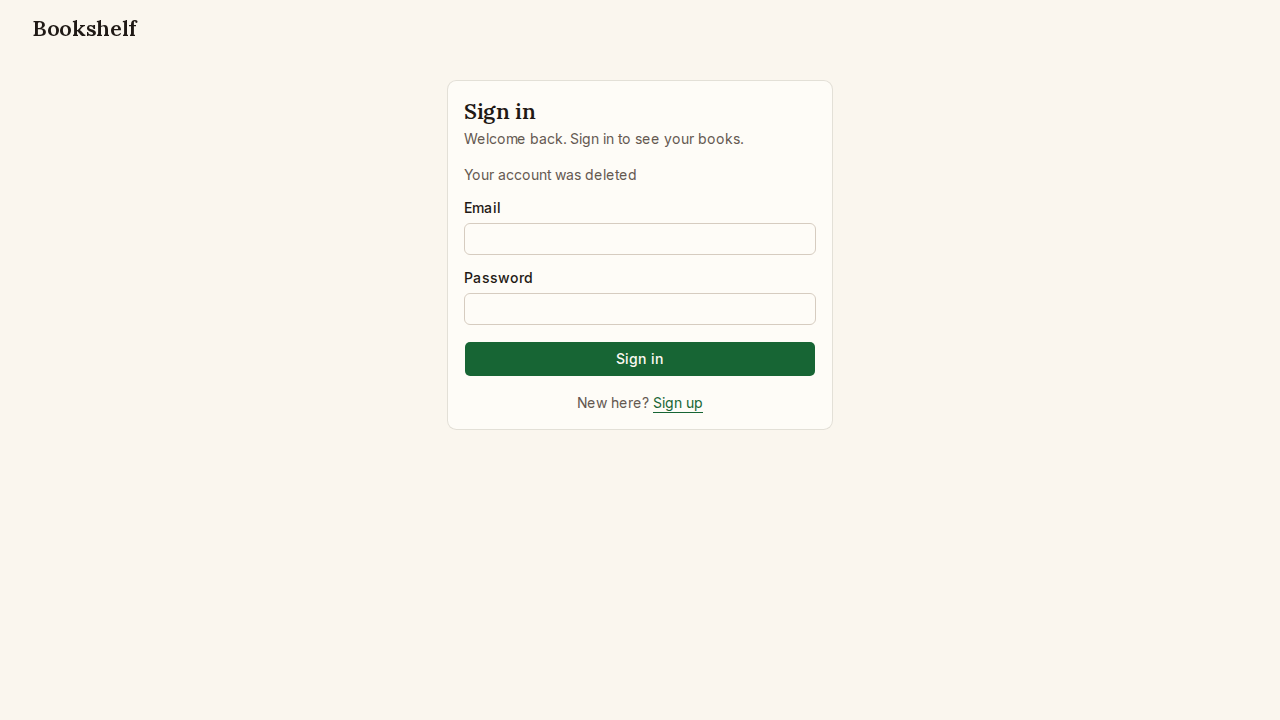 Bookshelf
Sign in
Welcome back. Sign in to see your books.
Your account was deleted
Email
Password
Sign in
New here? Sign up